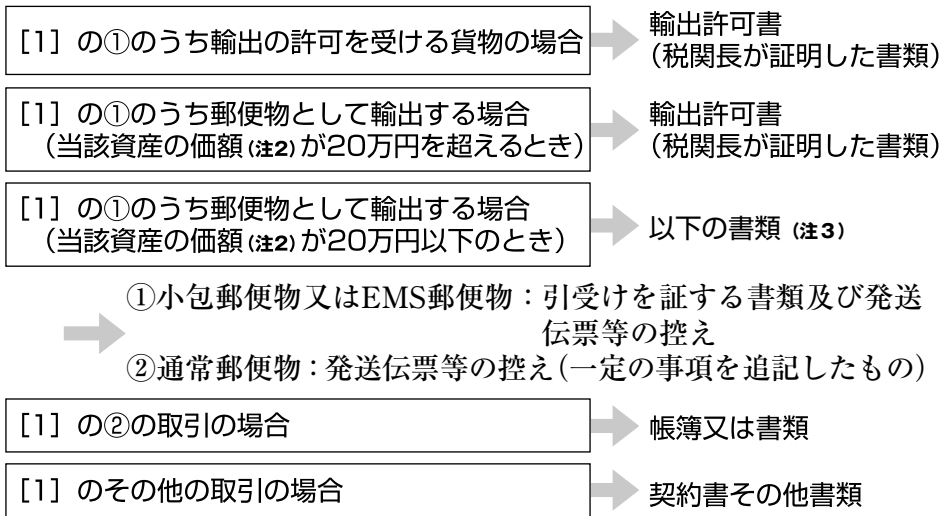 [1] の①のうち輸出の許可を受ける貨物の場合
輸出許可書
(税関長が証明した書類)
[1] の①のうち郵便物として輸出する場合
(当該資産の価額(注2)が20万円を超えるとき)
輸出許可書
(税関長が証明した書類)
[1] の①のうち郵便物として輸出する場合
(当該資産の価額(注2)が20万円以下のとき)
以下の書類 (注3)
①小包郵便物又はEMS郵便物：引受けを証する書類及び発送
伝票等の控え
②通常郵便物：発送伝票等の控え(一定の事項を追記したもの)
[1] の②の取引の場合
帳簿又は書類
[1] のその他の取引の場合
契約書その他書類